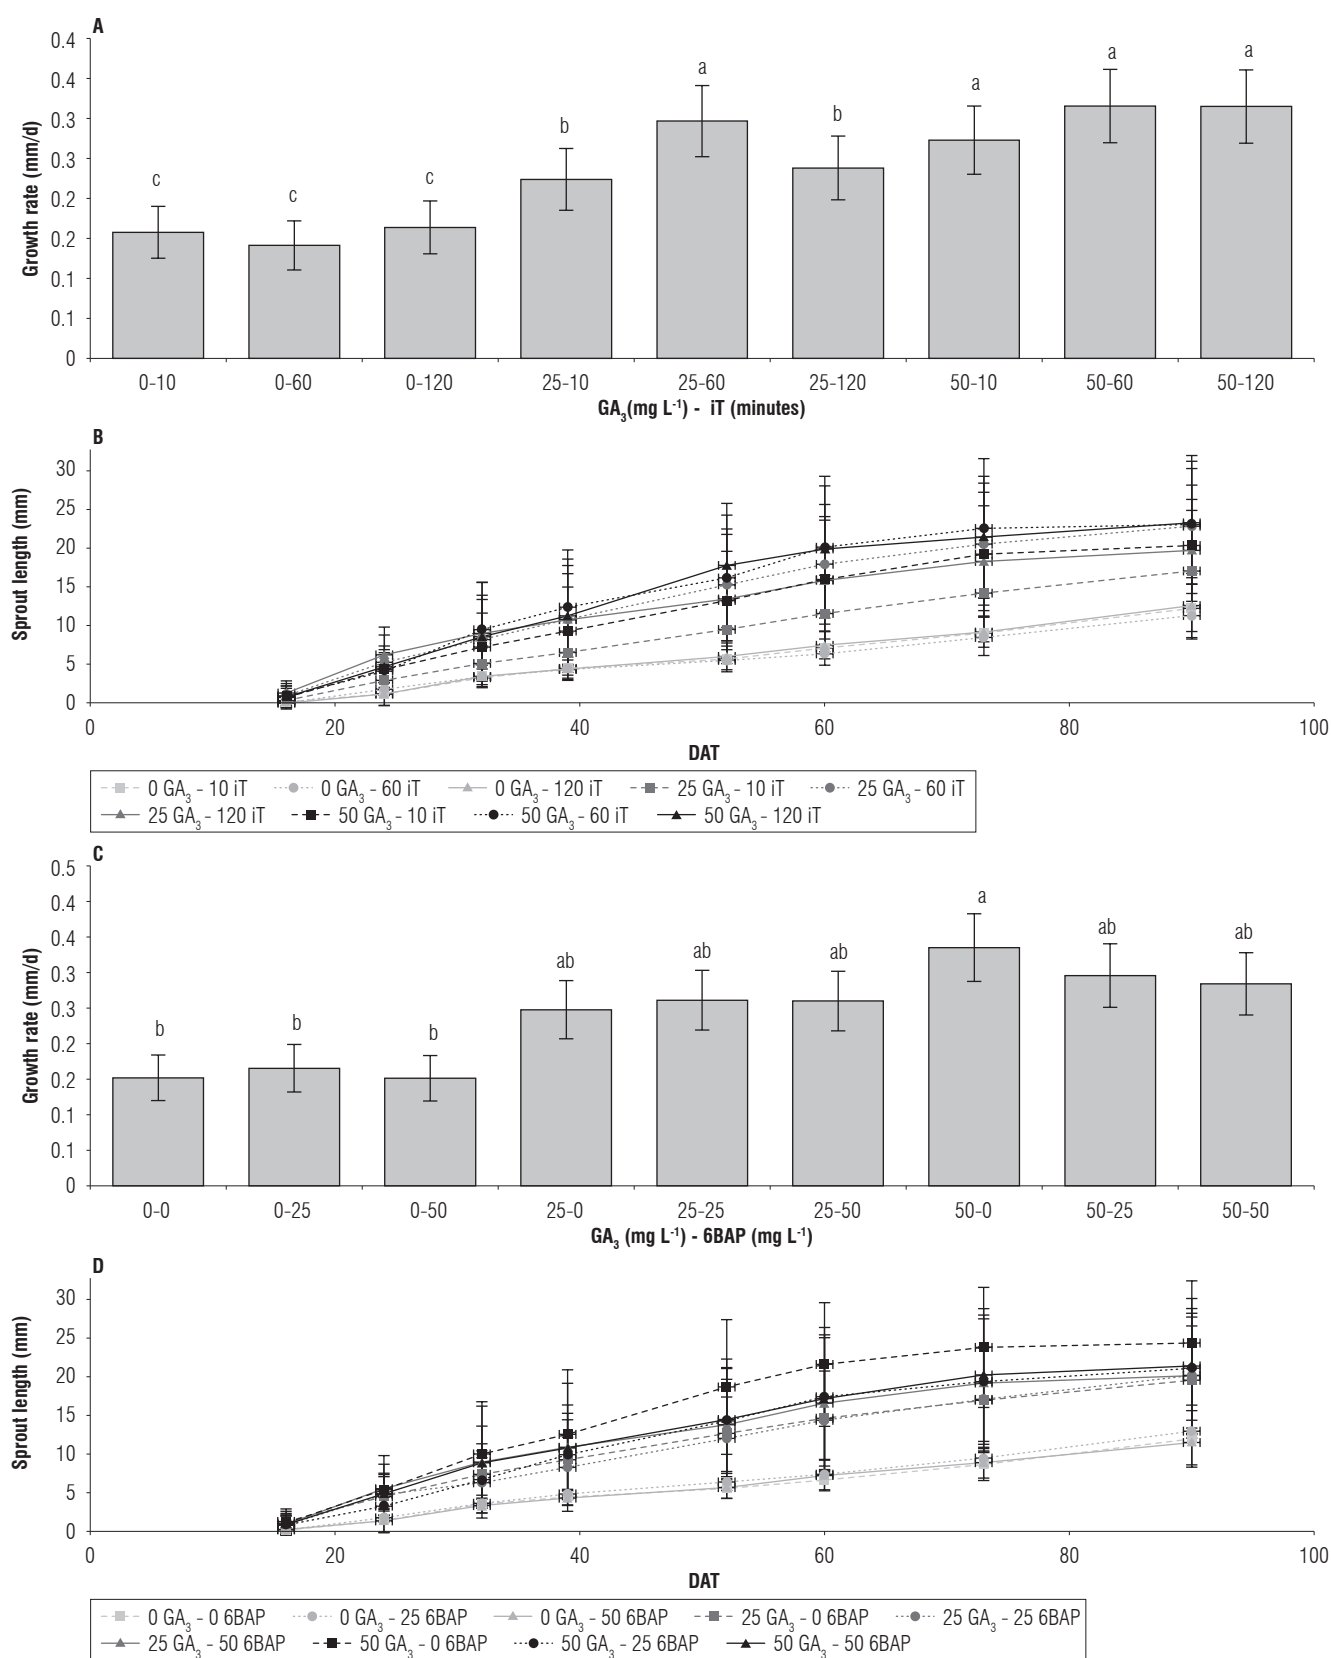 A
Growth rate (mm/d)
0.4
0.4
0.3
0.3
0.2
0.2
0.1
0.1
0
c
c
c
b
a
b
a
a
a
0-10 0-60 0-120 25-10 25-60 25-120 50-10 50-60 50-120
GA3(mg L-1) - iT (minutes)
B
Sprout length (mm)
30
25
20
15
10
5
0
0 20 40 60 80 100
DAT
0 GA3 - 10 iT 0 GA3 - 60 iT 0 GA3 - 120 iT 25 GA3 - 10 iT 25 GA3 - 60 iT
25 GA3 - 120 iT 50 GA3 - 10 iT 50 GA3 - 60 iT 50 GA3 - 120 iT
C
Growth rate (mm/d)
0.5
0.4
0.4
0.3
0.3
0.2
0.2
0.1
0.1
0
b
b
b
ab
ab
ab
a
ab
ab
0-0 0-25 0-50 25-0 25-25 25-50 50-0 50-25 50-50
GA3 (mg L-1) - 6BAP (mg L-1)
D
Sprout length (mm)
30
25
20
15
10
5
0
0 20 40 60 80 100
DAT
0 GA3 - 0 6BAP 0 GA3 - 25 6BAP 0 GA3 - 50 6BAP 25 GA3 - 0 6BAP 25 GA3 - 25 6BAP
25 GA3 - 50 6BAP 50 GA3 - 0 6BAP 50 GA3 - 25 6BAP 50 GA3 - 50 6BAP